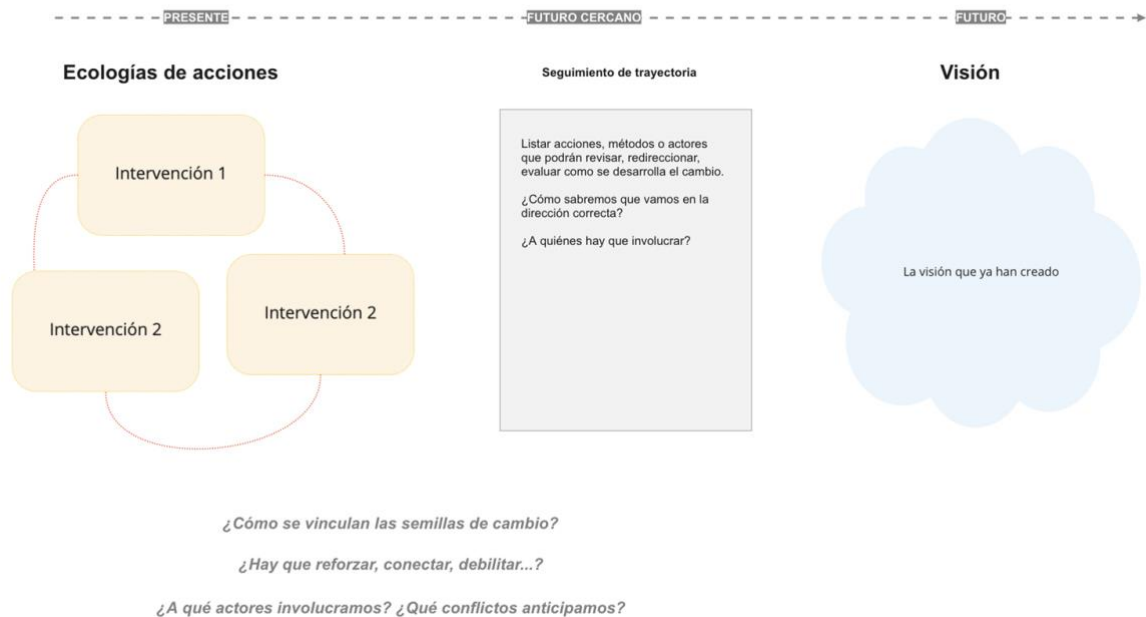 PRESENTE
FUTURO CERCANO
FUTURO
Ecologías de acciones
Seguimiento de trayectoria
Visión
Intervención 1
Intervención 2
Intervención 2
Listar acciones, métodos o actores
que podrán revisar, redireccionar,
evaluar como se desarrolla el cambio.
¿Cómo sabremos que vamos en la
dirección correcta?
¿A quiénes hay que involucrar?
La visión que ya han creado
¿Cómo se vinculan las semillas de cambio?
¿Hay que reforzar, conectar, debilitar...?
¿A qué actores involucramos? ¿Qué conflictos anticipamos?